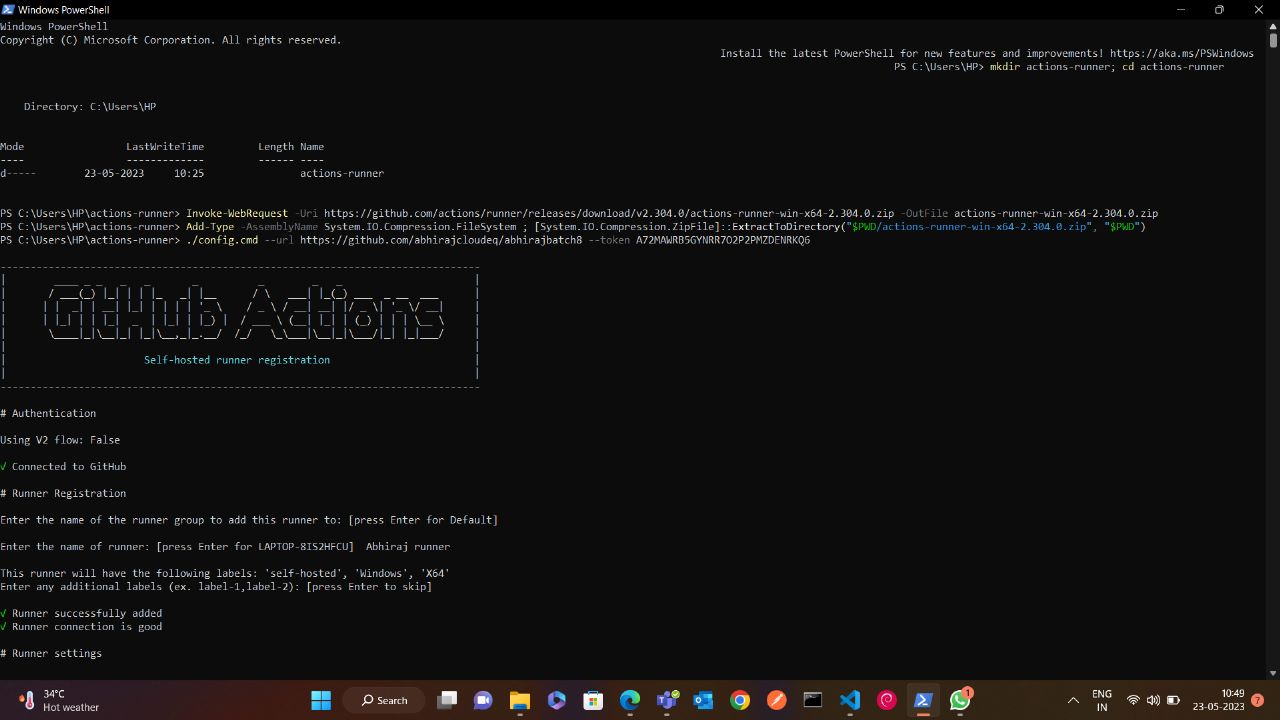 Windows PowerShell
Windows PowerShell
Copyright (C) Microsoft Corporation. All rights reserved.
Install the latest PowerShell for new features and improvements! https://aka.ms/PSWindows
PS C:\Users\HP> mkdir actions-runner; cd actions-runner
Directory: C:\Users\HP
Mode LastWriteTime Length Name
---- ------------- ------ ----
d----- 23-05-2023 10:25 actions-runner
PS C:\Users\HP\actions-runner> Invoke-WebRequest -Uri https://github.com/actions/runner/releases/download/v2.304.0/actions-runner-win-x64-2.304.0.zip -OutFile actions-runner-win-x64-2.304.0.zip
PS C:\Users\HP\actions-runner> Add-Type -AssemblyName System.IO.Compression.FileSystem ; [System.IO.Compression.ZipFile]::ExtractToDirectory("$PWD/actions-runner-win-x64-2.304.0.zip", "$PWD")
PS C:\Users\HP\actions-runner> ./config.cmd --url https://github.com/abhirajcloudeq/abhirajbatch8 --token A72MAWRB5GYNRR7O2P2PMZDENRKQ6
GitHub Actions
Self-hosted runner registration
# Authentication
Using V2 flow: False
√ Connected to GitHub
# Runner Registration
Enter the name of the runner group to add this runner to: [press Enter for Default]
Enter the name of runner: [press Enter for LAPTOP-8IS2HFCU] Abhiraj runner
This runner will have the following labels: 'self-hosted', 'Windows', 'X64'
Enter any additional labels (ex. label-1,label-2): [press Enter to skip]
√ Runner successfully added
√ Runner connection is good
# Runner settings
34°C
Hot weather
Search
1
ENG
IN
10:49
23-05-2023
7